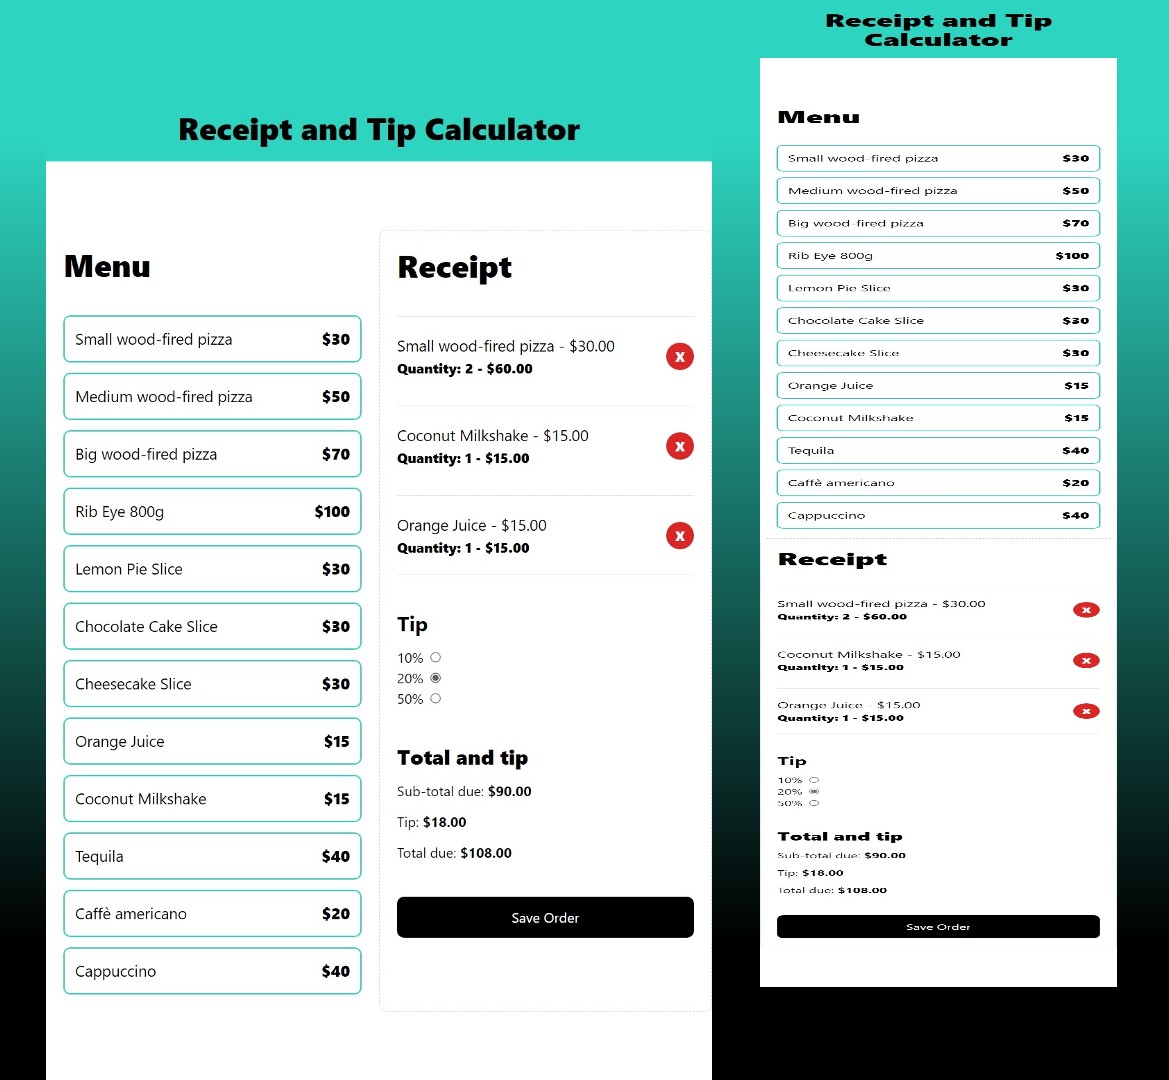 Receipt and Tip Calculator
Menu
Small wood-fired pizza $30
Medium wood-fired pizza $50
Big wood-fired pizza $70
Rib Eye 800g $100
Lemon Pie Slice $30
Chocolate Cake Slice $30
Cheesecake Slice $30
Orange Juice $15
Coconut Milkshake $15
Tequila $40
Caffè americano $20
Cappuccino $40
Receipt
Small wood-fired pizza - $30.00
Quantity: 2 - $60.00
X
Coconut Milkshake - $15.00
Quantity: 1 - $15.00
X
Orange Juice - $15.00
Quantity: 1 - $15.00
X
Tip
10%
20%
50%
Total and tip
Sub-total due: $90.00
Tip: $18.00
Total due: $108.00
Save Order
Receipt and Tip
Calculator
Menu
Small wood-fired pizza $30
Medium wood-fired pizza $50
Big wood-fired pizza $70
Rib Eye 800g $100
Lemon Pie Slice $30
Chocolate Cake Slice $30
Cheesecake Slice $30
Orange Juice $15
Coconut Milkshake $15
Tequila $40
Caffè americano $20
Cappuccino $40
Receipt
Small wood-fired pizza - $30.00
Quantity: 2 - $60.00
X
Coconut Milkshake - $15.00
Quantity: 1 - $15.00
X
Orange Juice - $15.00
Quantity: 1 - $15.00
X
Tip
10%
20%
50%
Total and tip
Sub-total due: $90.00
Tip: $18.00
Total due: $108.00
Save Order